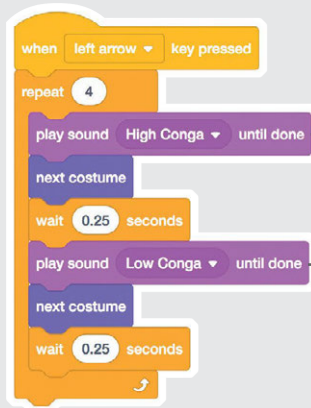 when left arrow key pressed
repeat 4
play sound High Conga until done
next costume
wait 0.25 seconds
play sound Low Conga until done
next costume
wait 0.25 seconds